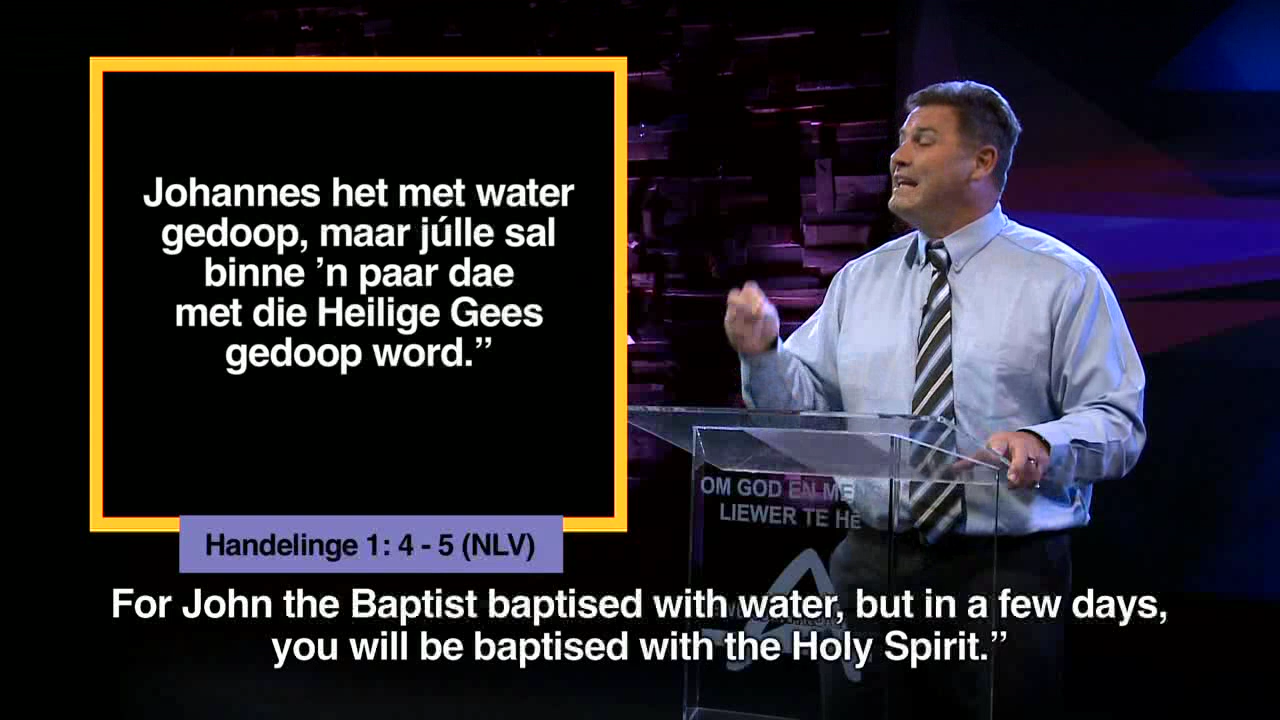 Johannes het met water
gedoop, maar júlle sal
binne ’n paar dae
met die Heilige Gees
gedoop word.”
Handelinge 1: 4 - 5 (NLV)
OM GOD EN ME
LIEWER TE HÊ
For John the Baptist baptised with water, but in a few days,
you will be baptised with the Holy Spirit.”